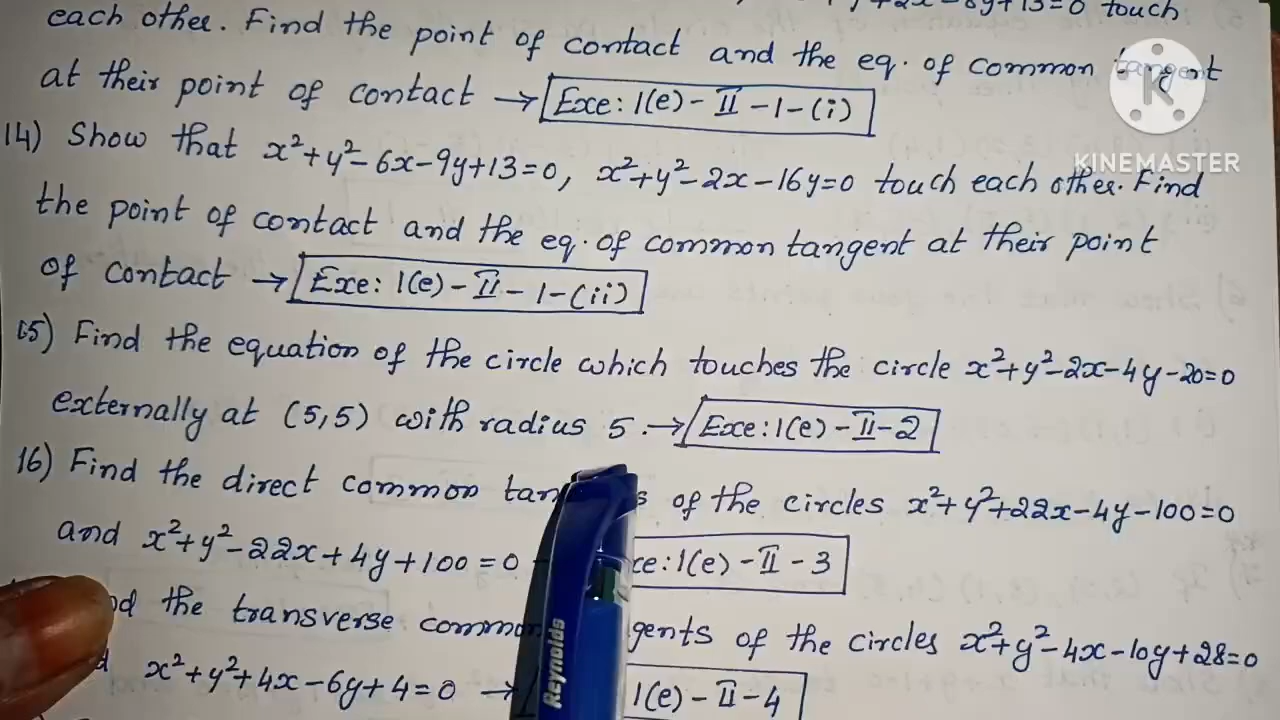 +2x-8y+13=0 touch
each other. Find the point of contact and the eq. of common tangent
at their point of contact → Exe: 1(e)-II-1-(i)
K
KINEMASTER
14) Show that x²+y²-6x-9y+13=0, x²+y²-2x-16y=0 touch each other. Find
the point of contact and the eq. of common tangent at their point
of contact → Exe: 1(e)-II-1-(ii)
15) Find the equation of the circle which touches the circle x²+y²-2x-4y-20=0
externally at (5,5) with radius 5. → Exe: 1(e)-II-2
16) Find the direct common of the circles x²+y²+22x-4y-100=0
and x²+y²-22x+4y+100=0 1(e)-II-3
the transverse of the circles x²+y²-4x-10y+28=0
x²+y²+4x-6y+4=0 → 1(e)-II-4
Reynolds